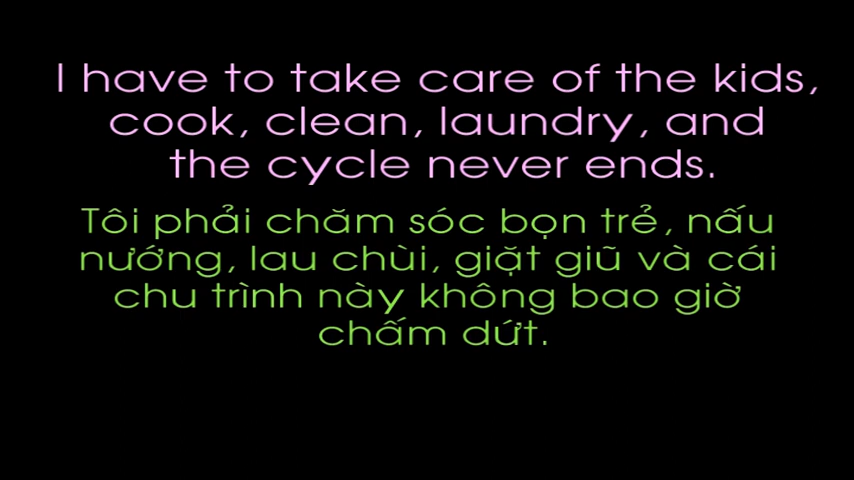 I have to take care of the kids,
cook, clean, laundry, and
the cycle never ends.
Tôi phải chăm sóc bọn trẻ, nấu
nướng, lau chùi, giặt giũ và cái
chu trình này không bao giờ
chấm dứt.